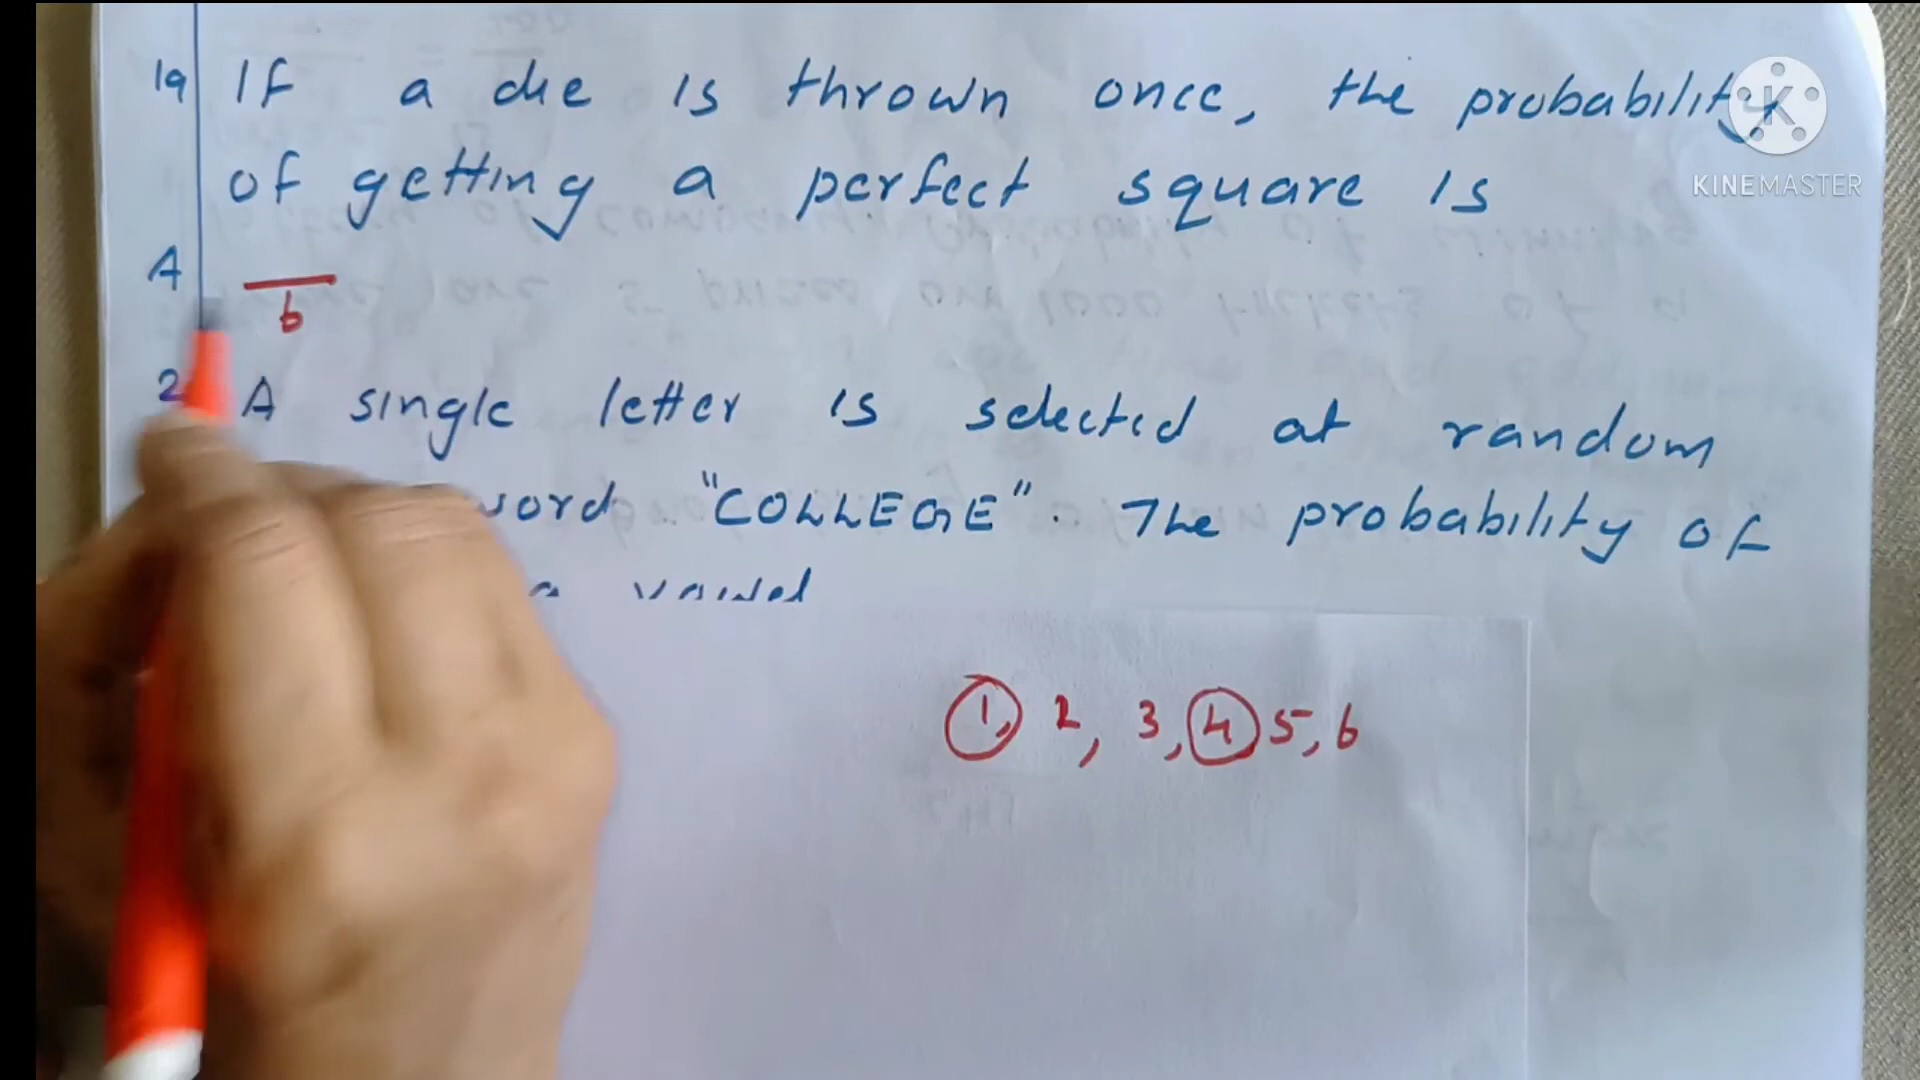 19 If a die is thrown once, the probability
of getting a perfect square is
A
6
2 A single letter is selected at random
word "COLLEGE". The probability of
a vowel
1, 2, 3, 4 5, 6
KINEMASTER